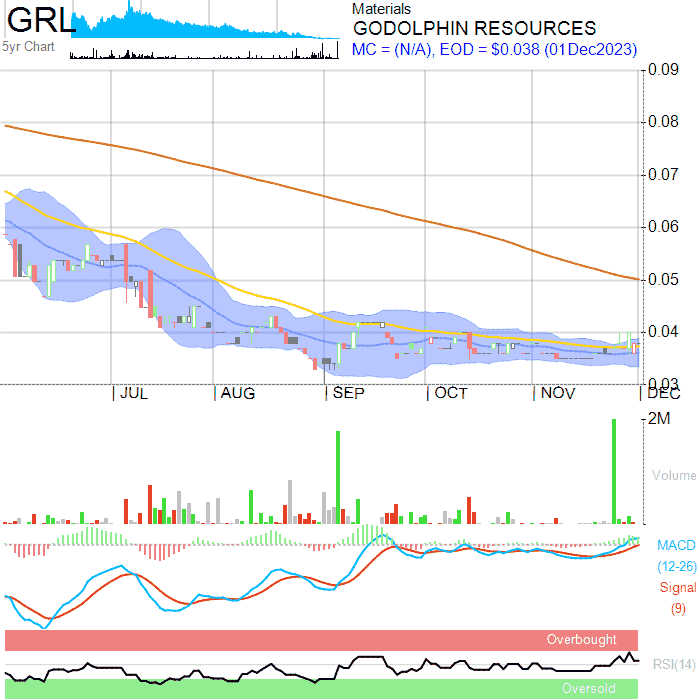 GRL
5yr Chart
Materials
GODOLPHIN RESOURCES
MC = (N/A), EOD = $0.038 (01Dec2023)
0.09
0.08
0.07
0.06
0.05
0.04
0.03
JUL AUG SEP OCT NOV DEC
2M
Volume
MACD
(12-26)
Signal
(9)
Overbought
RSI(14)
Oversold